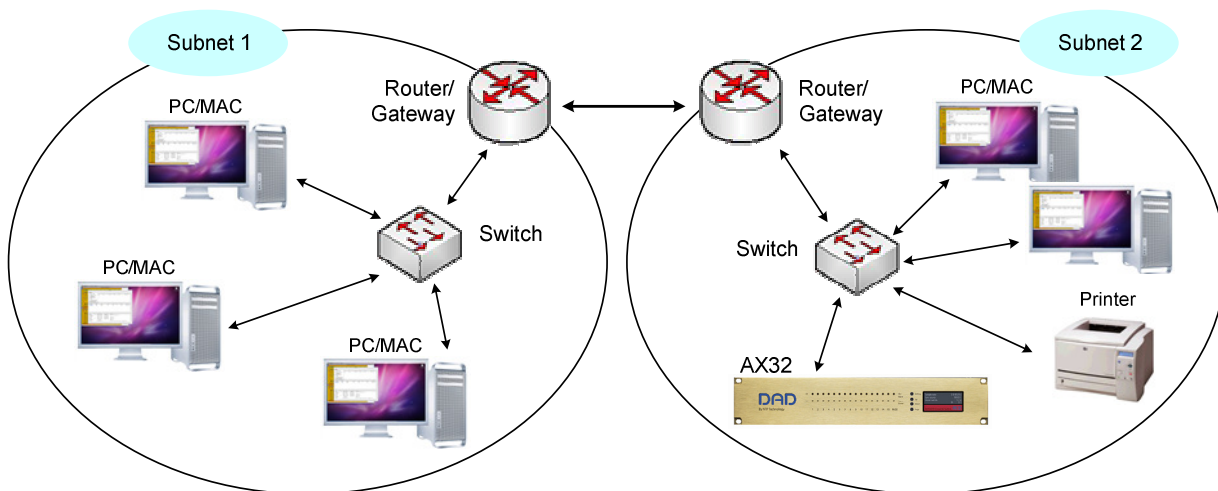 Subnet 1
Subnet 2
Router/
Gateway
Router/
Gateway
PC/MAC
PC/MAC
Switch
Switch
PC/MAC
Printer
PC/MAC
AX32
DAD